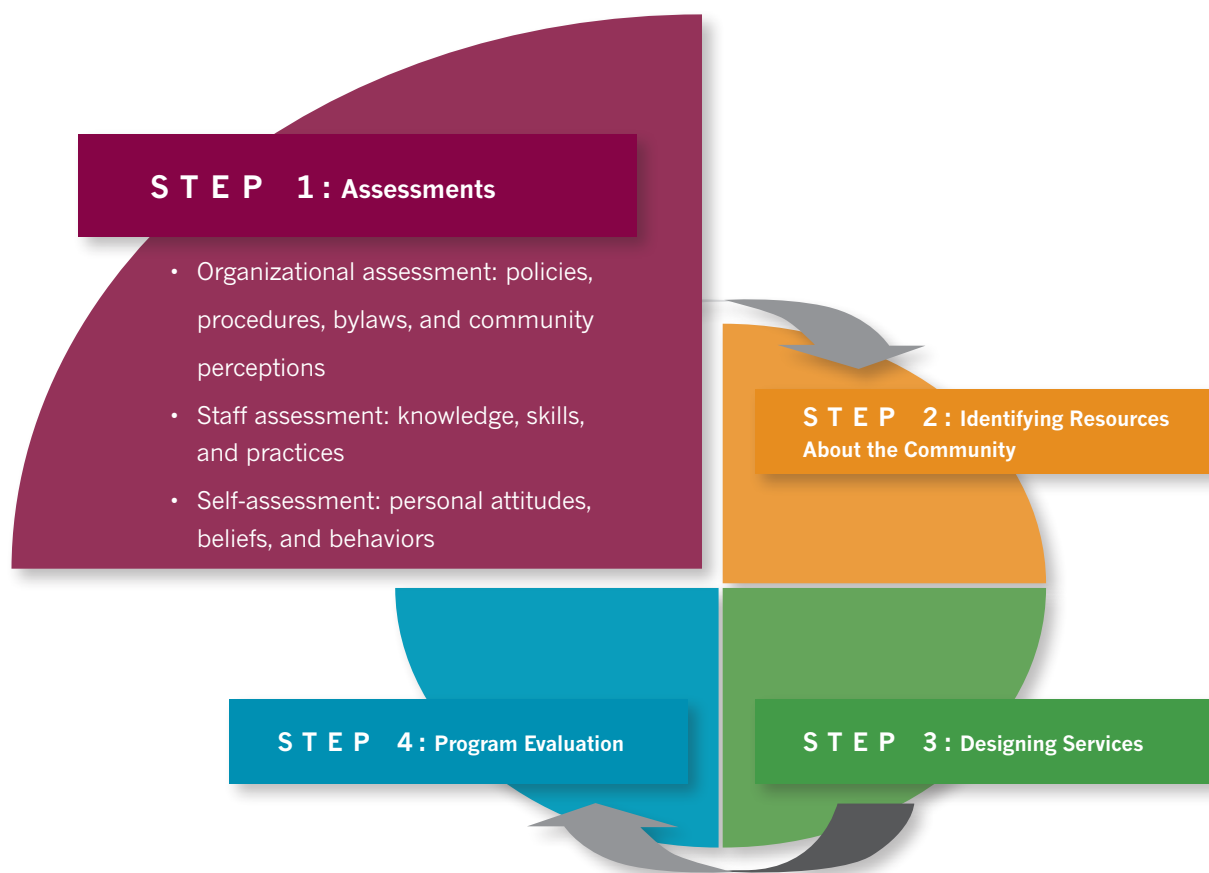 STEP 1: Assessments
• Organizational assessment: policies,
procedures, bylaws, and community
perceptions
• Staff assessment: knowledge, skills,
and practices
• Self-assessment: personal attitudes,
beliefs, and behaviors
STEP 2: Identifying Resources
About the Community
STEP 3: Designing Services
STEP 4: Program Evaluation